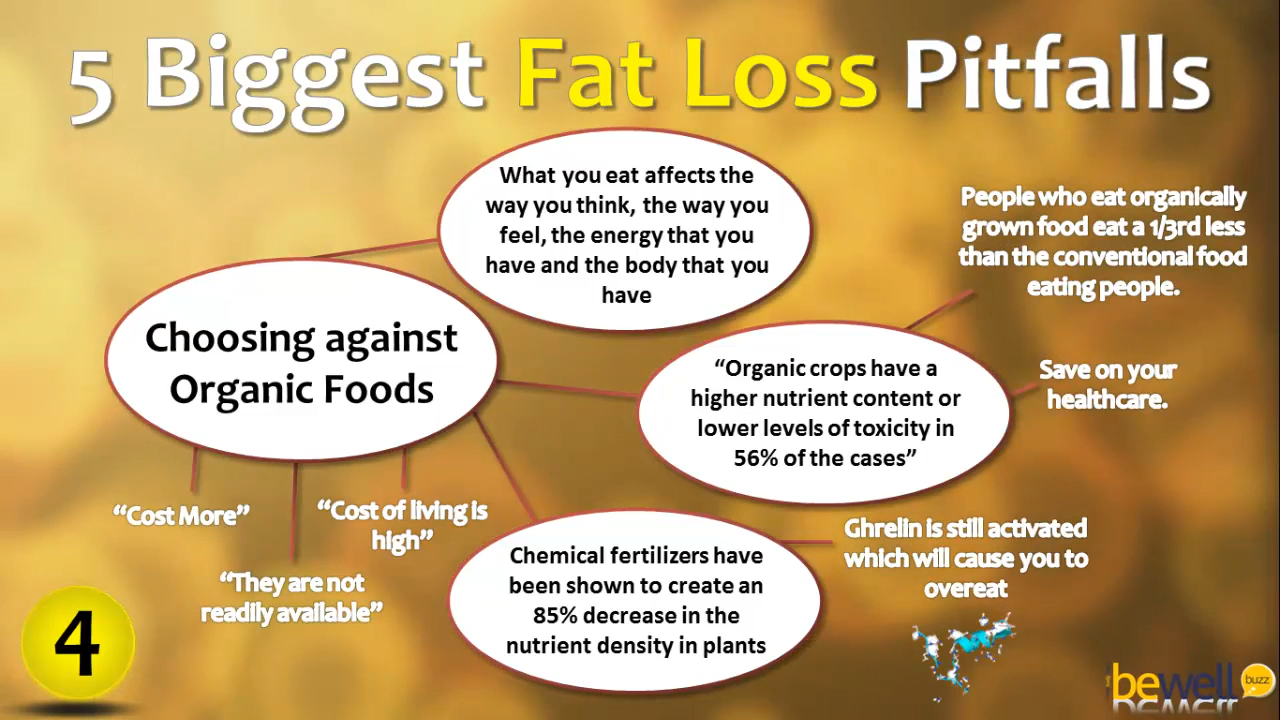 5 Biggest Fat Loss Pitfalls
What you eat affects the
way you think, the way you
feel, the energy that you
have and the body that you
have
People who eat organically
grown food eat a 1/3rd less
than the conventional food
eating people.
Choosing against
Organic Foods
“Organic crops have a
higher nutrient content or
lower levels of toxicity in
56% of the cases”
Save on your
healthcare.
“Cost More”
“Cost of living is
high”
“They are not
readily available”
Chemical fertilizers have
been shown to create an
85% decrease in the
nutrient density in plants
Ghrelin is still activated
which will cause you to
overeat
4
bewell buzz